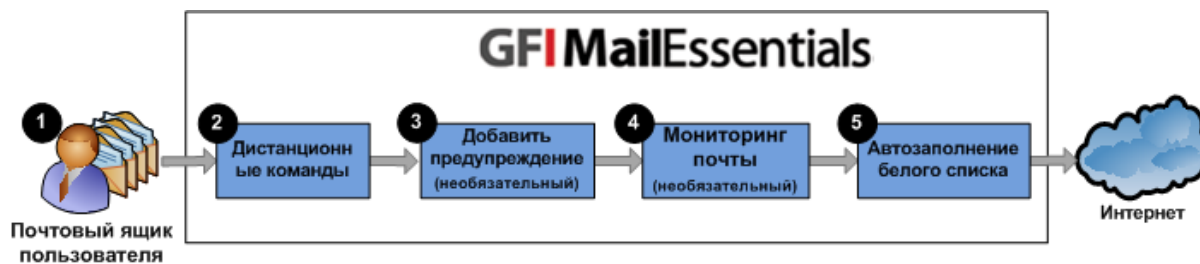 GFI MailEssentials
1
Почтовый ящик
пользователя
2
Дистанционн
ые команды
3
Добавить
предупреждение
(необязательный)
4
Мониторинг
почты
(необязательный)
5
Автозаполнение
белого списка
Интернет